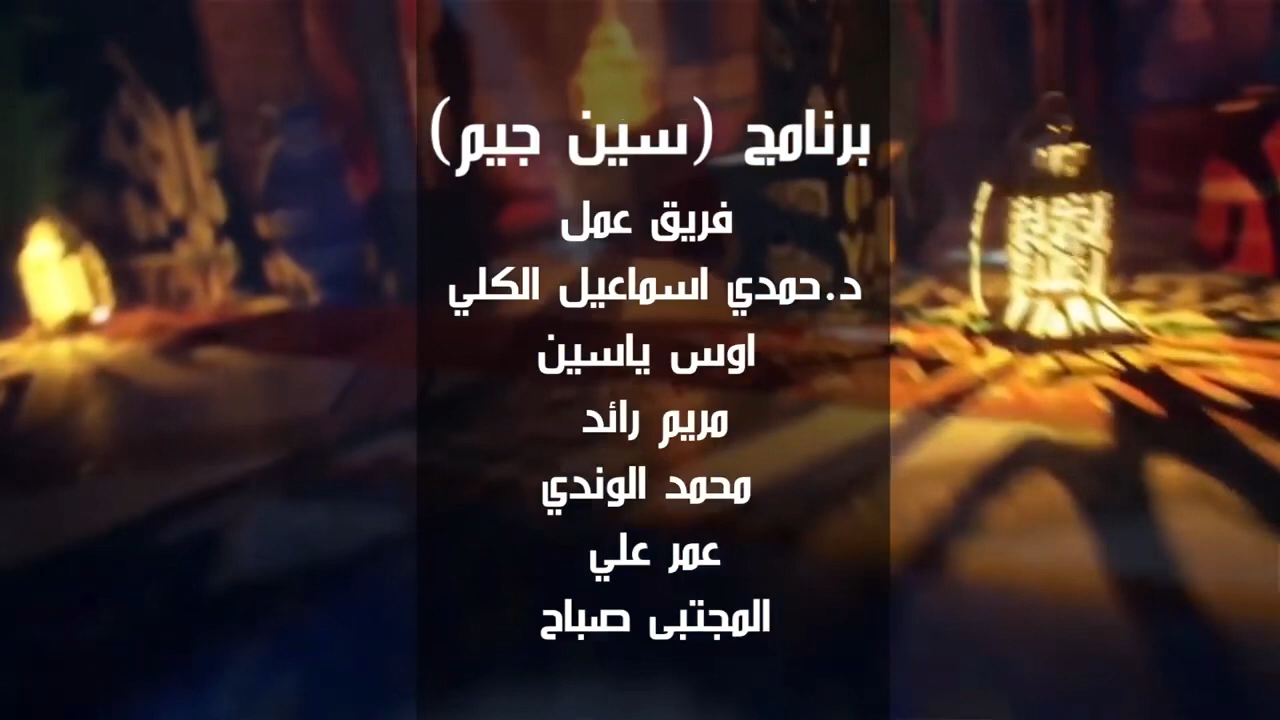 برنامج (سين جيم)
فريق عمل
د.حمدي اسماعيل الكلي
اوس ياسين
مريم رائد
محمد الوندي
عمر علي
المجتبى صباح